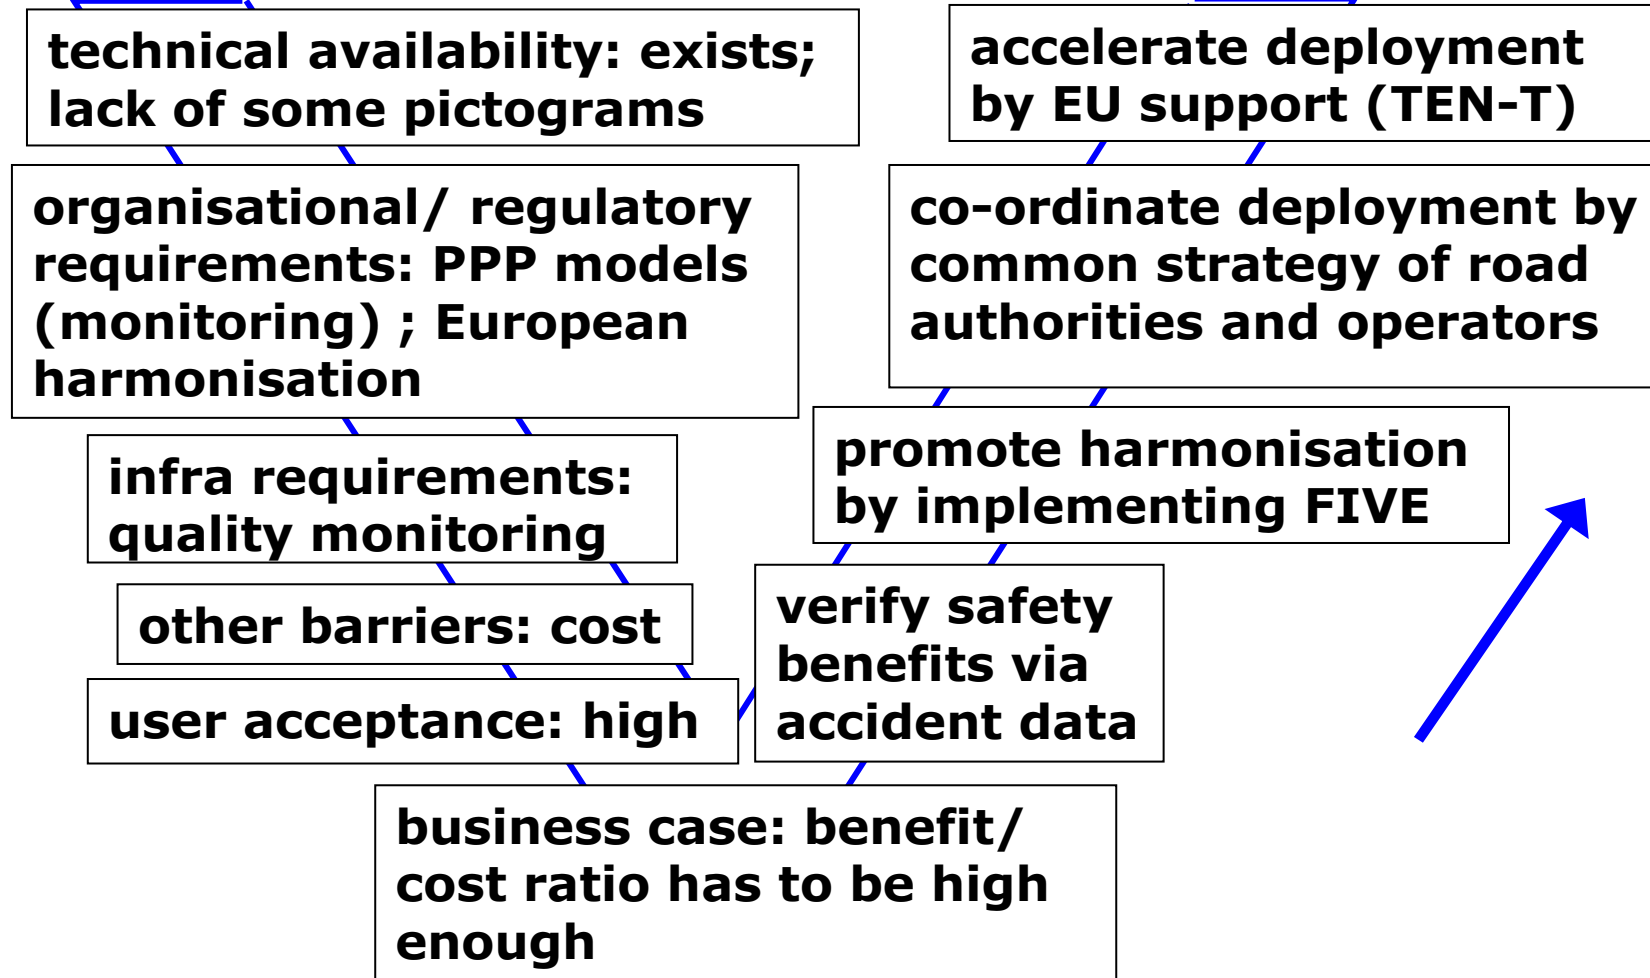 technical availability: exists;
lack of some pictograms
organisational/ regulatory
requirements: PPP models
(monitoring) ; European
harmonisation
infra requirements:
quality monitoring
other barriers: cost
user acceptance: high
business case: benefit/
cost ratio has to be high
enough
verify safety
benefits via
accident data
promote harmonisation
by implementing FIVE
co-ordinate deployment by
common strategy of road
authorities and operators
accelerate deployment
by EU support (TEN-T)